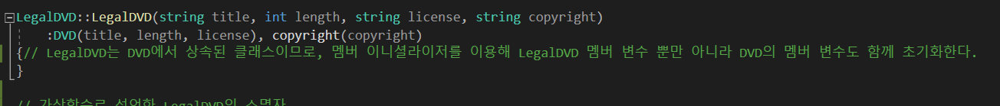 LegalDVD::LegalDVD(string title, int length, string license, string copyright)
:DVD(title, length, license), copyright(copyright)
{// LegalDVD는 DVD에서 상속된 클래스이므로, 멤버 이니셜라이저를 이용해 LegalDVD 멤버 변수 뿐만 아니라 DVD의 멤버 변수도 함께 초기화한다.
}
// 가상함수로 선언한 LegalDVD의 소멸자